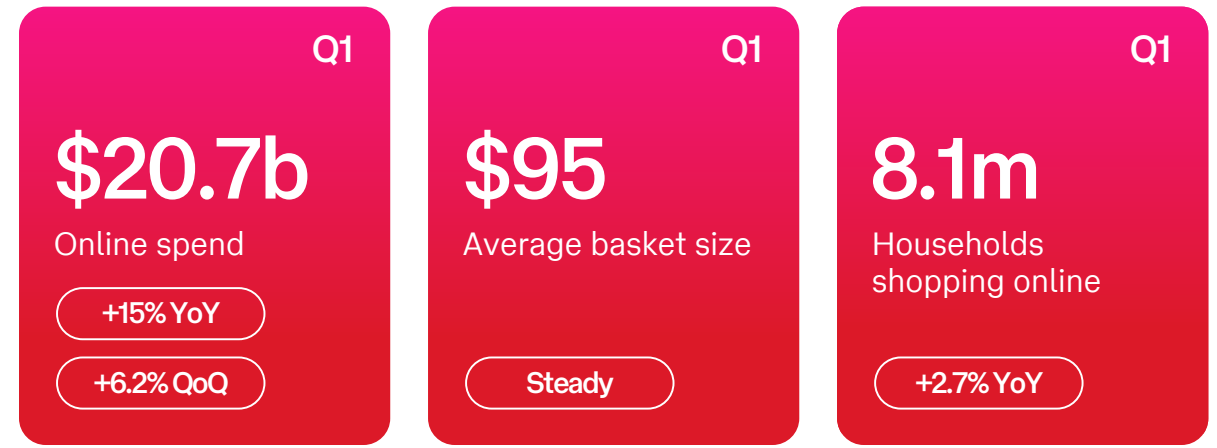 Q1
$20.7b
Online spend
+15% YoY
+6.2% QoQ
Q1
$95
Average basket size
Steady
Q1
8.1m
Households
shopping online
+2.7% YoY